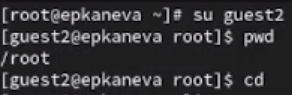 [root@epkaneva ~]# su guest2
[guest2@epkaneva root]$ pwd
/root
[guest2@epkaneva root]$ cd